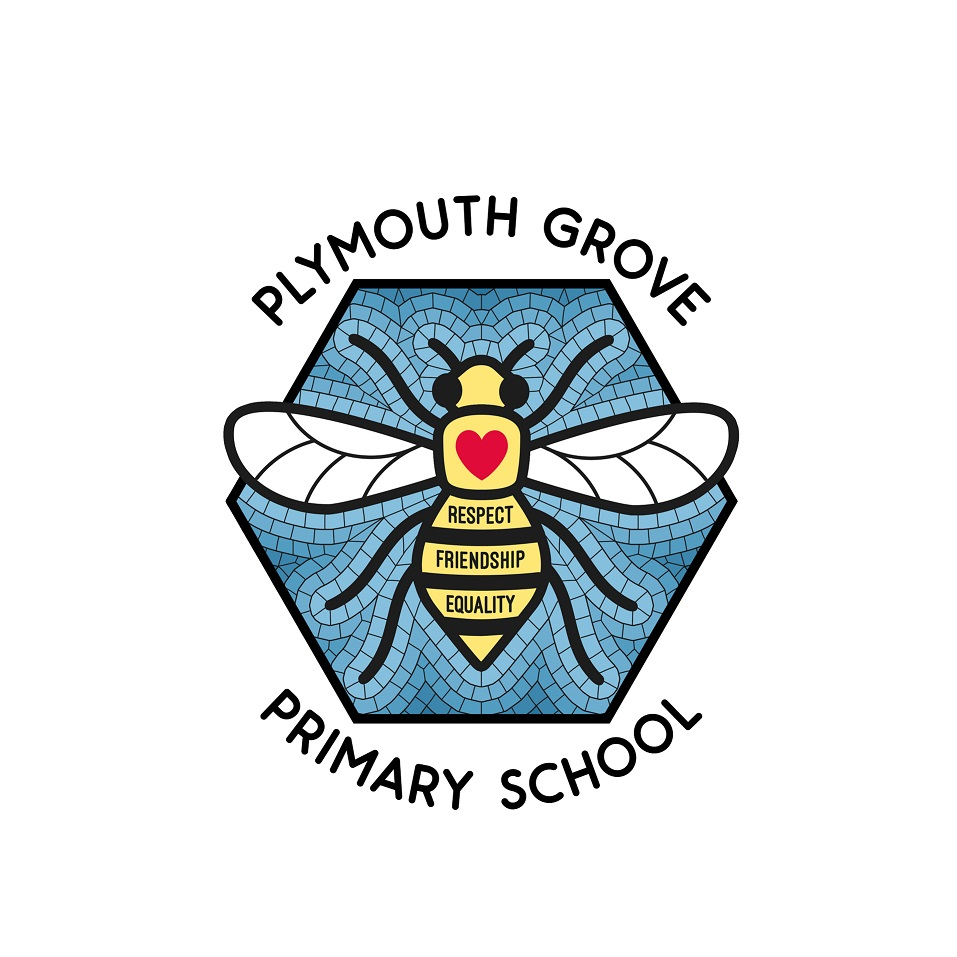 PLYMOUTH GROVE
RESPECT
FRIENDSHIP
EQUALITY
PRIMARY SCHOOL